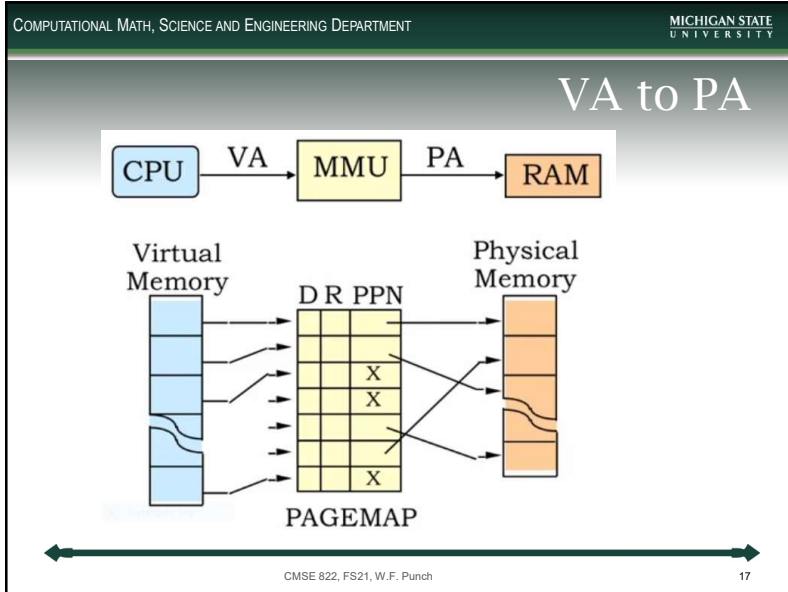 COMPUTATIONAL MATH, SCIENCE AND ENGINEERING DEPARTMENT
MICHIGAN STATE
UNIVERSITY
VA to PA
CPU VA MMU PA RAM
Virtual
Memory
Physical
Memory
D R PPN
X
X
X
PAGEMAP
CMSE 822, FS21, W.F. Punch
17